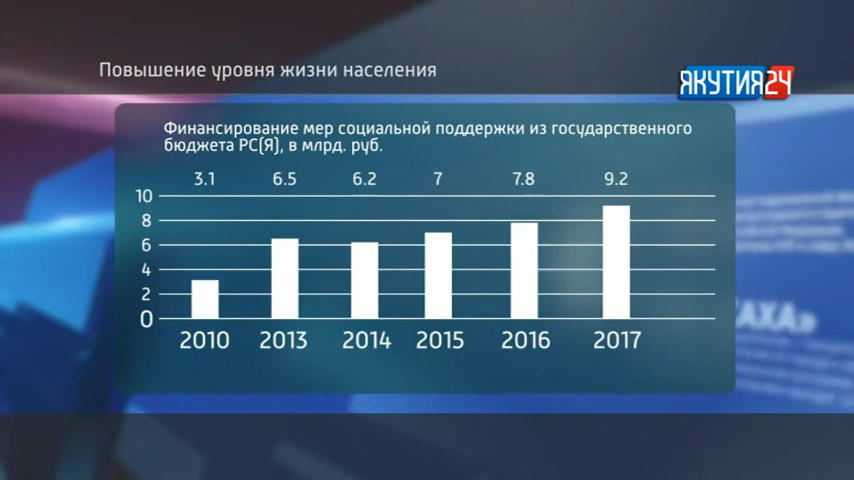 Повышение уровня жизни населения
ЯКУТИЯ24
Финансирование мер социальной поддержки из государственного
бюджета РС(Я), в млрд. руб.
3.1 6.5 6.2 7 7.8 9.2
10
8
6
4
2
0
2010 2013 2014 2015 2016 2017
САХА»